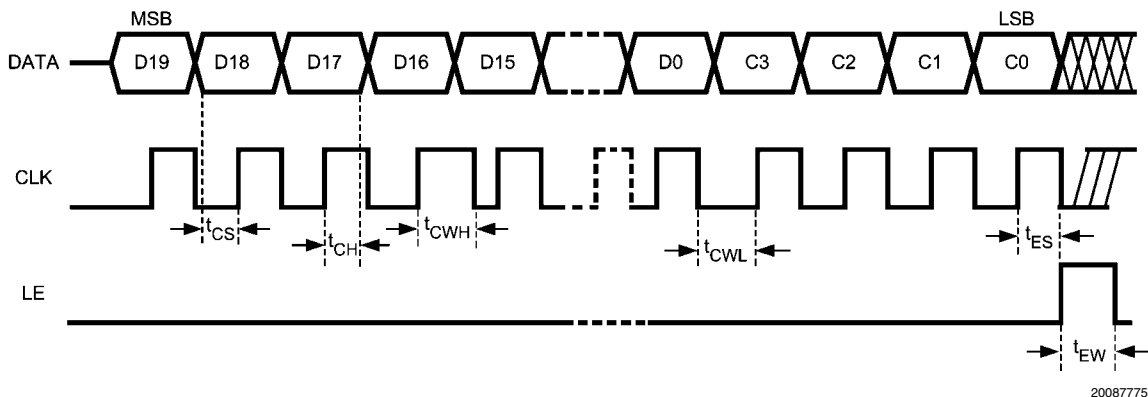 MSB LSB
DATA D19 D18 D17 D16 D15 D0 C3 C2 C1 C0
CLK
tCS tCH tCWH tCWL tES
LE
tEW
20087775